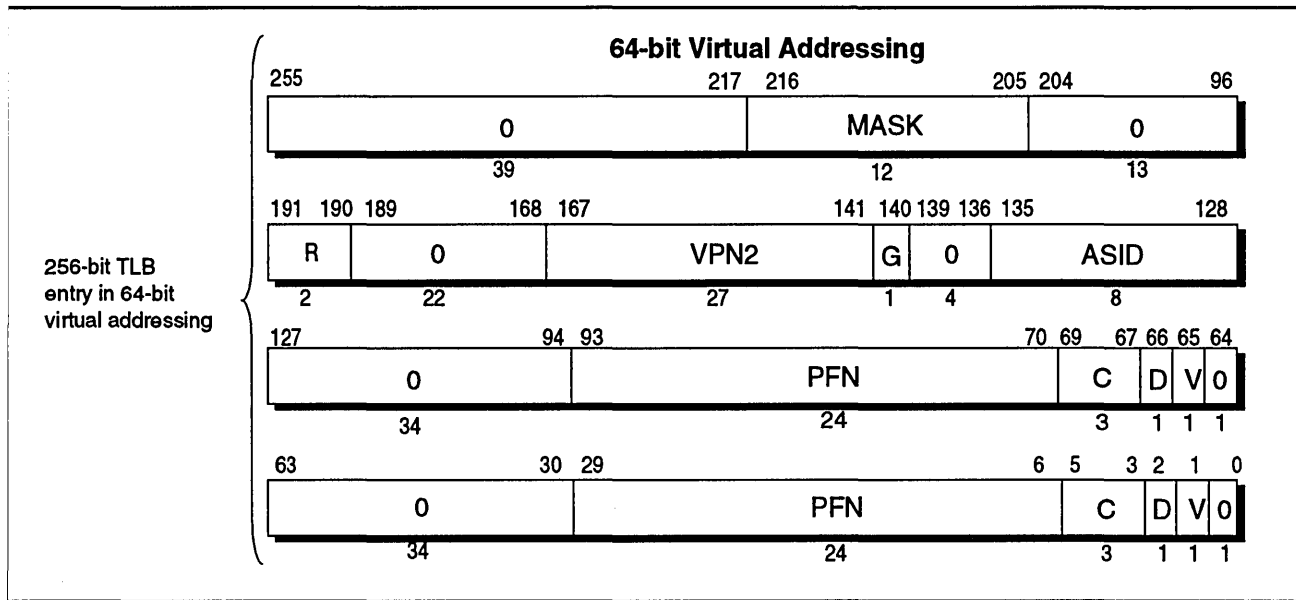 64-bit Virtual Addressing
255 217 216 205 204 96
0 MASK 0
39 12 13
191 190 189 168 167 141 140 139 136 135 128
R 0 VPN2 G 0 ASID
2 22 27 1 4 8
256-bit TLB
entry in 64-bit
virtual addressing
127 94 93 70 69 67 66 65 64
0 PFN C D V 0
34 24 3 1 1 1
63 30 29 6 5 3 2 1 0
0 PFN C D V 0
34 24 3 1 1 1